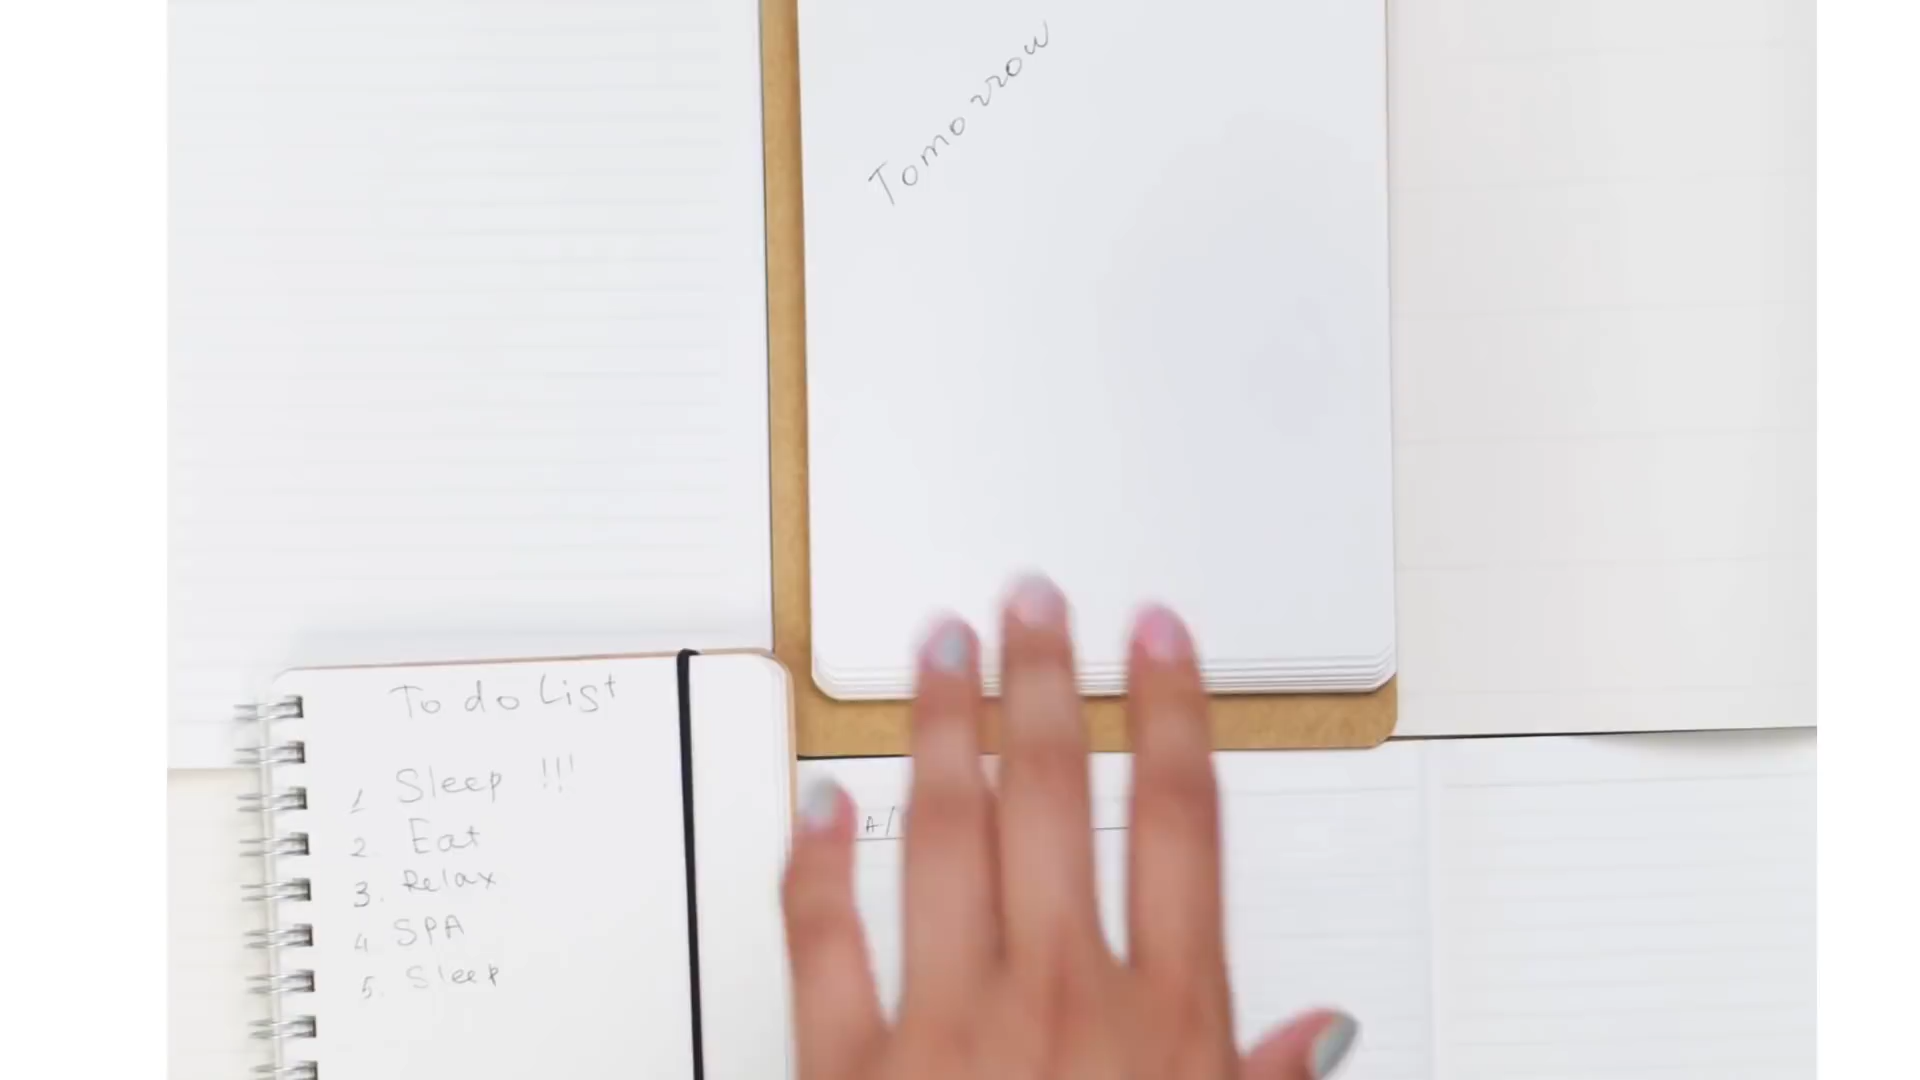 Tomorrow
To do List
1 Sleep !!!
2. Eat
3. Relax
4 SPA
5. Sleep
A/